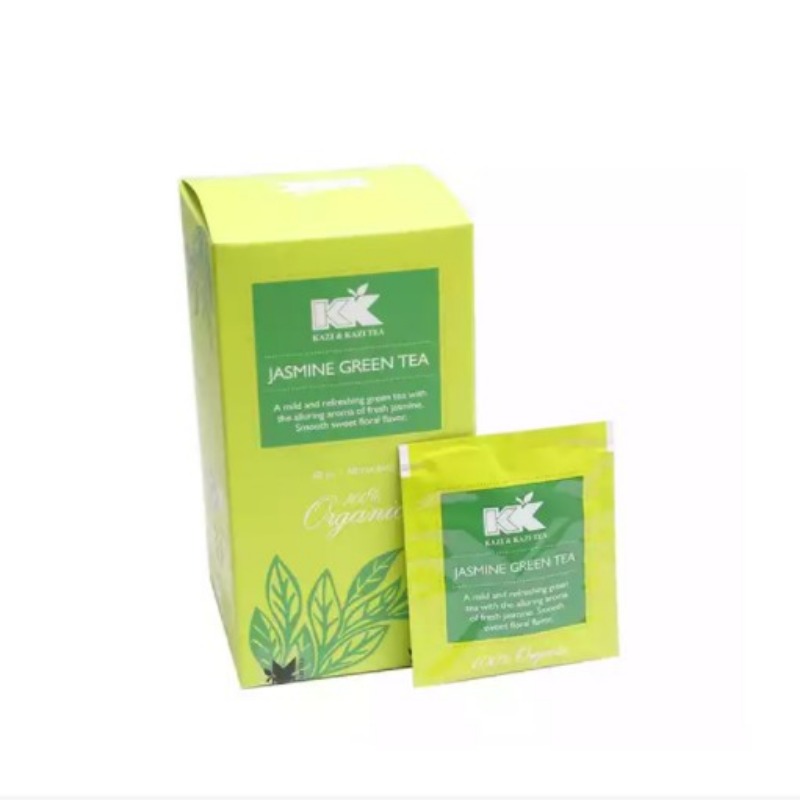 KK
KAZI & KAZI TEA
JASMINE GREEN TEA
A mild and refreshing green tea with
the alluring aroma of fresh jasmine.
Smooth sweet floral flavor.
100%
Organic
KK
KAZI & KAZI TEA
JASMINE GREEN TEA
A mild and refreshing green
tea with the alluring aroma
of fresh jasmine. Smooth
sweet floral flavor.
100% Organic